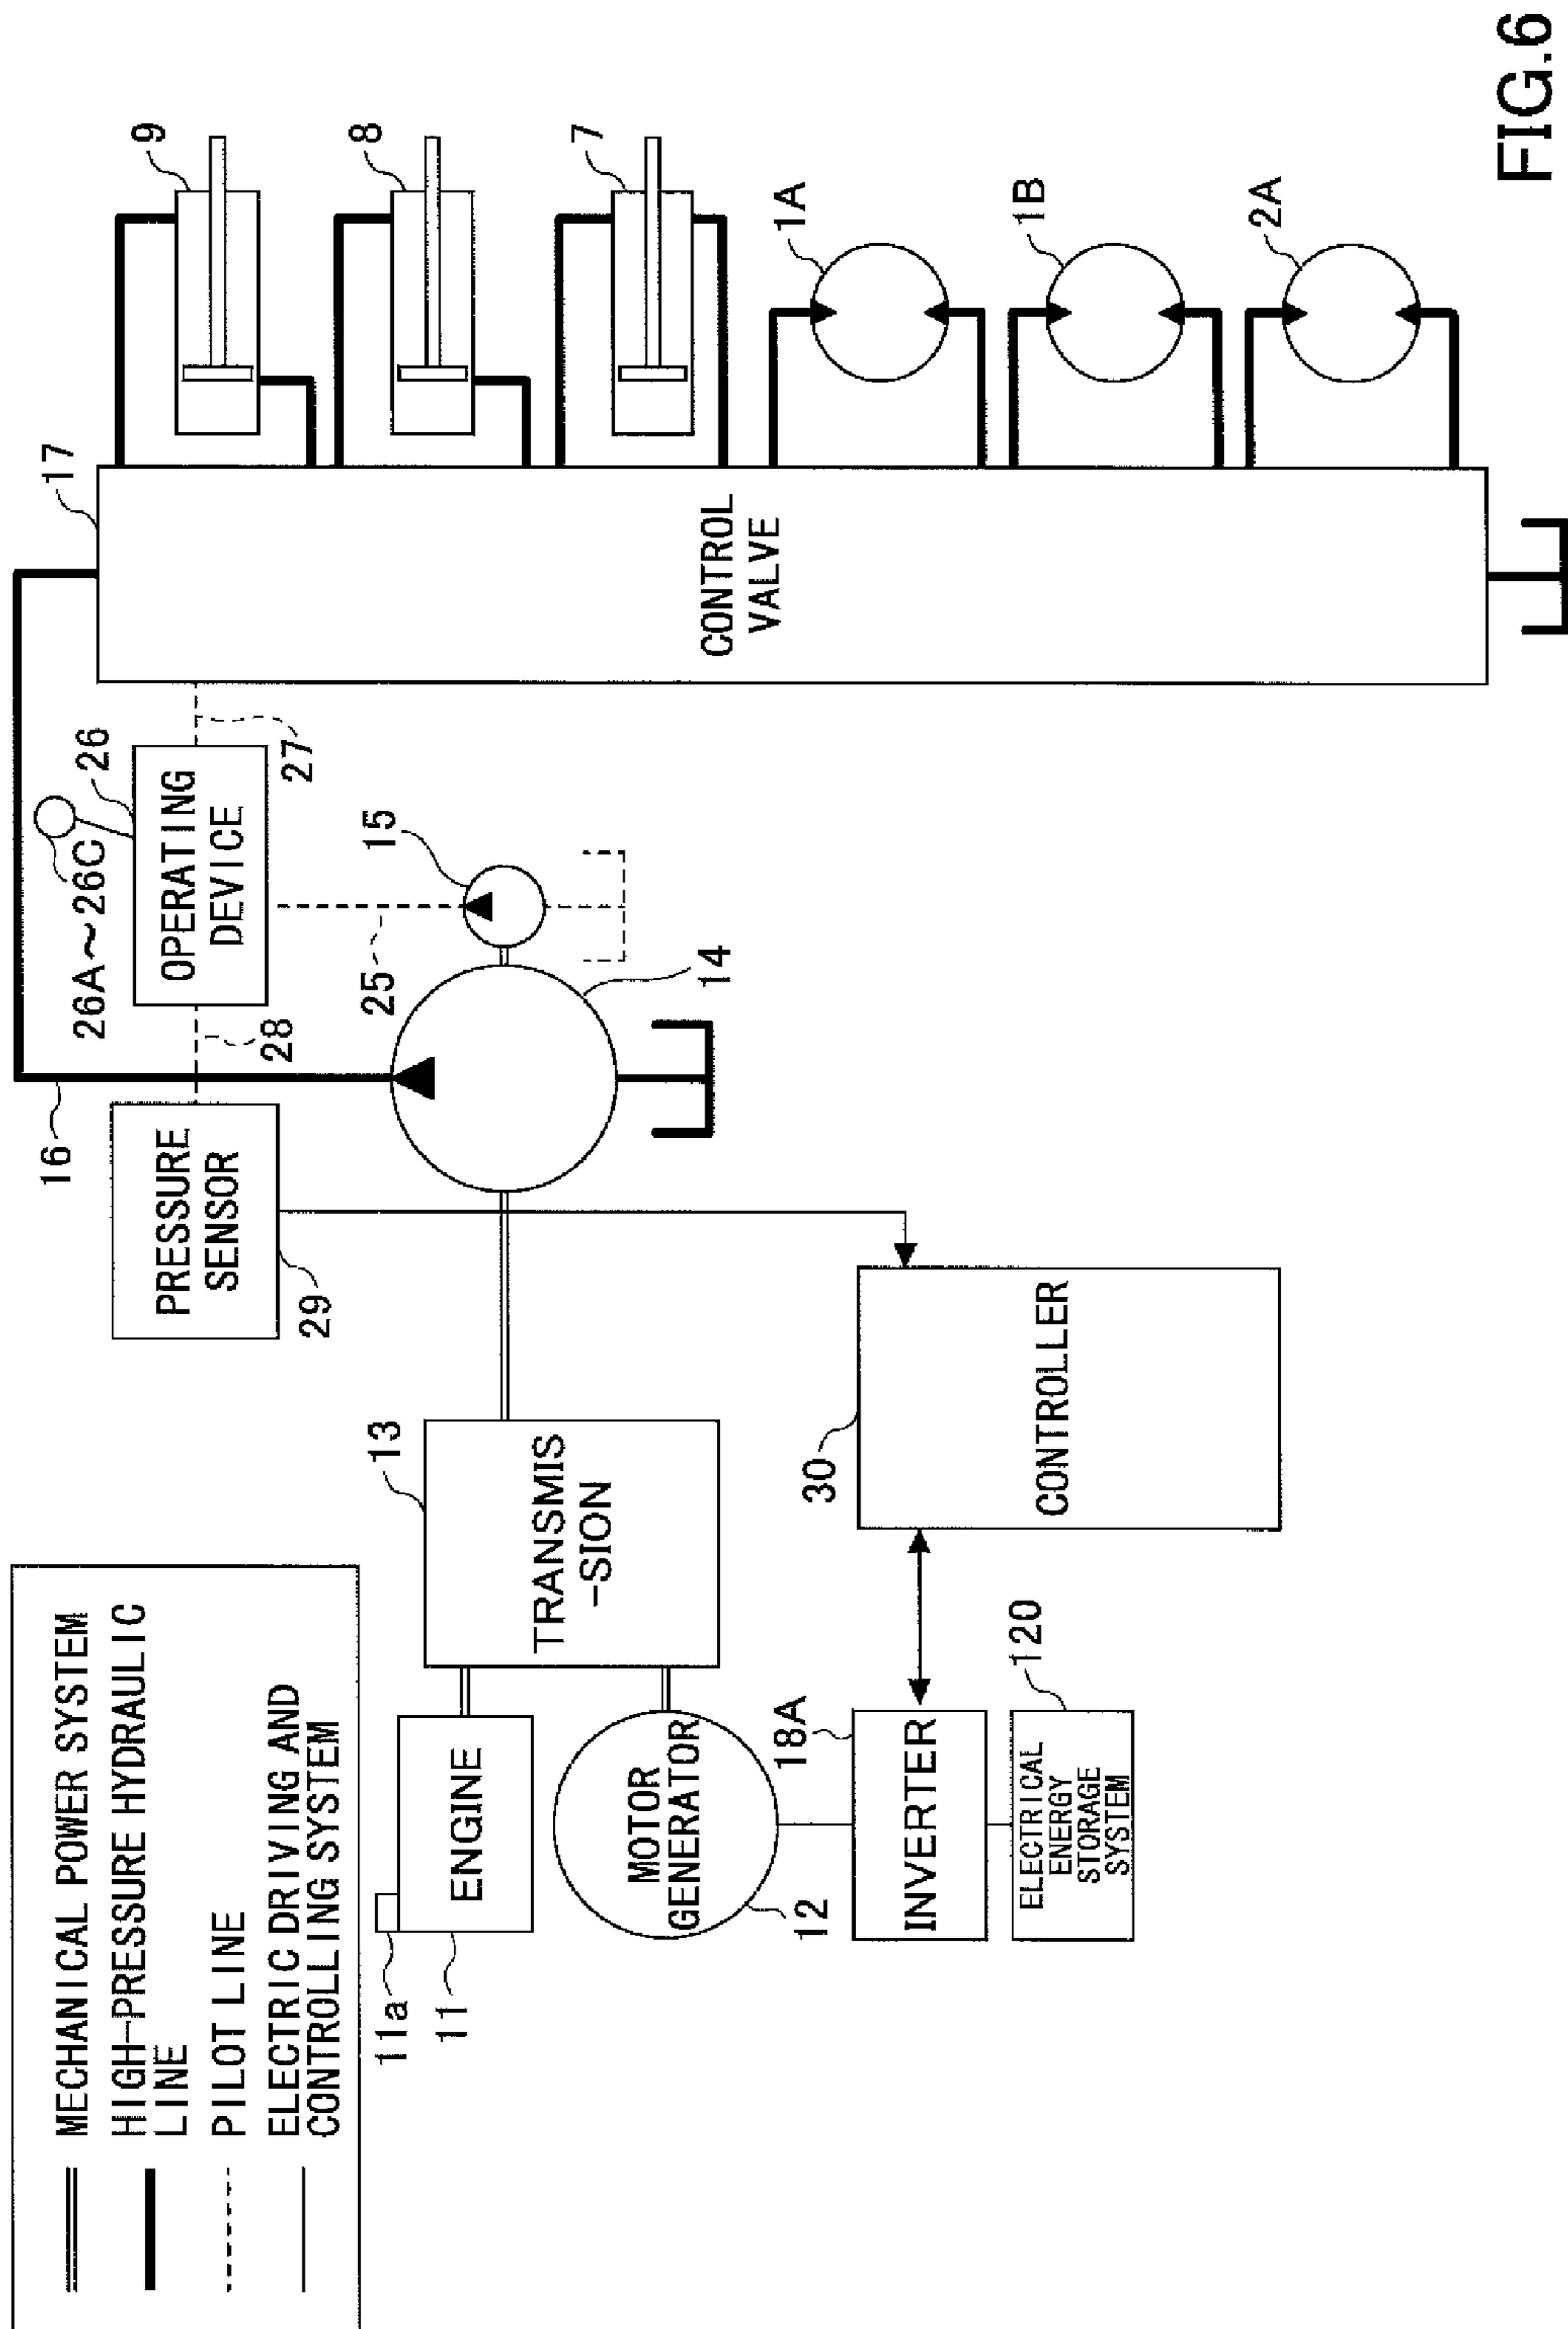 MECHANICAL POWER SYSTEM
HIGH-PRESSURE HYDRAULIC
LINE
PILOT LINE
ELECTRIC DRIVING AND
CONTROLLING SYSTEM
11a
11
ENGINE
MOTOR
GENERATOR
12
13
TRANSMIS
-SION
18A
INVERTER
ELECTRICAL
ENERGY
STORAGE
SYSTEM
120
30
CONTROLLER
16
PRESSURE
SENSOR
29
28
26A~26C
26
OPERATING
DEVICE
27
25
15
14
17
CONTROL
VALVE
9
8
7
1A
1B
2A
FIG.6